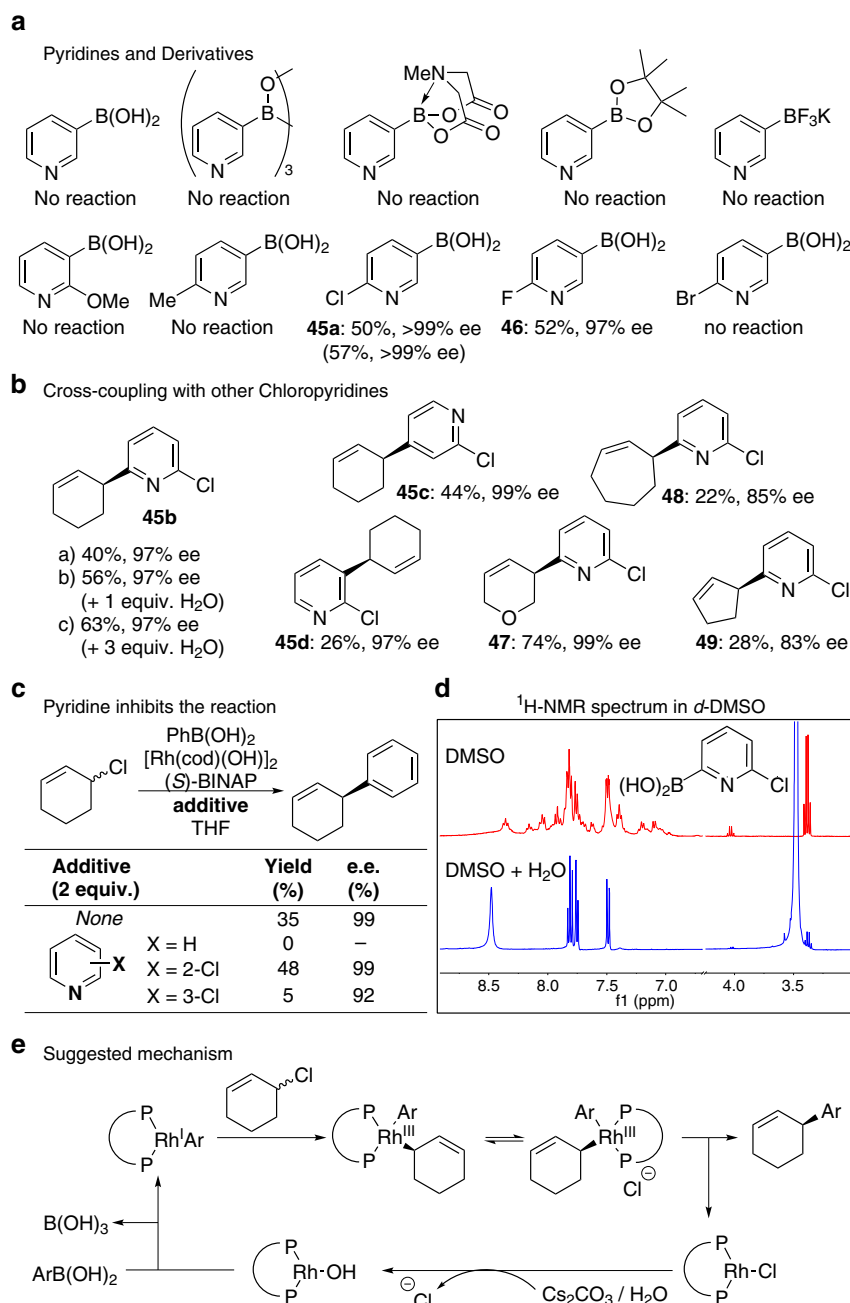 a
Pyridines and Derivatives
B(OH)₂
N
No reaction
O
B
N
3
No reaction
MeN
B
O
O
O
O
N
No reaction
O
B
O
N
No reaction
BF₃K
N
No reaction
B(OH)₂
N
OMe
No reaction
B(OH)₂
Me
N
No reaction
B(OH)₂
Cl
N
45a: 50%, >99% ee
(57%, >99% ee)
B(OH)₂
F
N
46: 52%, 97% ee
B(OH)₂
Br
N
no reaction
b
Cross-coupling with other Chloropyridines
N
Cl
45b
a) 40%, 97% ee
b) 56%, 97% ee
(+ 1 equiv. H₂O)
c) 63%, 97% ee
(+ 3 equiv. H₂O)
N
Cl
45c: 44%, 99% ee
N
Cl
48: 22%, 85% ee
N
Cl
45d: 26%, 97% ee
O
N
Cl
47: 74%, 99% ee
N
Cl
49: 28%, 83% ee
c
Pyridine inhibits the reaction
Cl
PhB(OH)₂
[Rh(cod)(OH)]₂
(S)-BINAP
additive
THF
Additive Yield e.e.
(2 equiv.) (%) (%)
None 35 99
N
X
X = H 0 –
X = 2-Cl 48 99
X = 3-Cl 5 92
d
¹H-NMR spectrum in d-DMSO
DMSO
(HO)₂B
N
Cl
DMSO + H₂O
8.5 8.0 7.5 7.0 4.0 3.5
f1 (ppm)
e
Suggested mechanism
P
RhᴵAr
P
Cl
P
Ar
Rhᴵᴵᴵ
P
Ar
P
Rhᴵᴵᴵ
P
Cl⊖
Ar
B(OH)₃
ArB(OH)₂
P
Rh-OH
P
⊖Cl
Cs₂CO₃ / H₂O
P
Rh-Cl
P